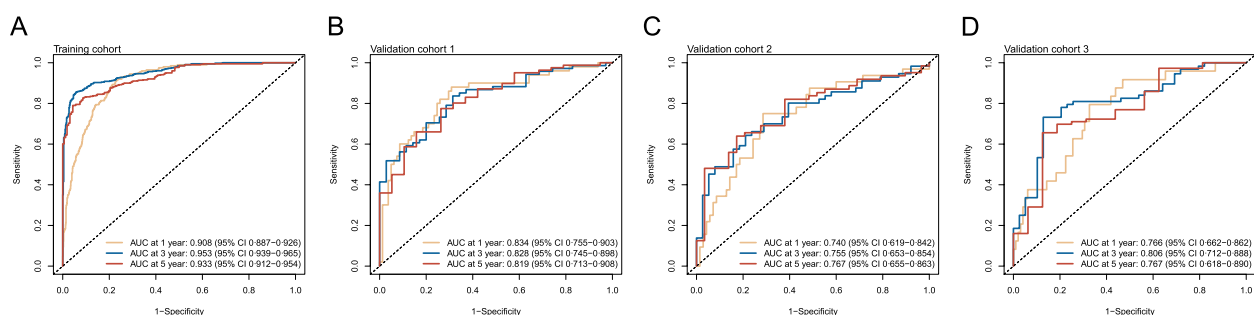 A
Training cohort
Sensitivity
1.0
0.8
0.6
0.4
0.2
0.0
AUC at 1 year: 0.908 (95% CI 0·887−0·926)
AUC at 3 year: 0.953 (95% CI 0·939−0·965)
AUC at 5 year: 0.933 (95% CI 0·912−0·954)
0.0 0.2 0.4 0.6 0.8 1.0
1−Specificity
B
Validation cohort 1
Sensitivity
1.0
0.8
0.6
0.4
0.2
0.0
AUC at 1 year: 0.834 (95% CI 0·755−0·903)
AUC at 3 year: 0.828 (95% CI 0·745−0·898)
AUC at 5 year: 0.819 (95% CI 0·713−0·908)
0.0 0.2 0.4 0.6 0.8 1.0
1−Specificity
C
Validation cohort 2
Sensitivity
1.0
0.8
0.6
0.4
0.2
0.0
AUC at 1 year: 0.740 (95% CI 0·619−0·842)
AUC at 3 year: 0.755 (95% CI 0·653−0·854)
AUC at 5 year: 0.767 (95% CI 0·655−0·863)
0.0 0.2 0.4 0.6 0.8 1.0
1−Specificity
D
Validation cohort 3
Sensitivity
1.0
0.8
0.6
0.4
0.2
0.0
AUC at 1 year: 0.766 (95% CI 0·662−0·862)
AUC at 3 year: 0.806 (95% CI 0·712−0·888)
AUC at 5 year: 0.767 (95% CI 0·618−0·890)
0.0 0.2 0.4 0.6 0.8 1.0
1−Specificity